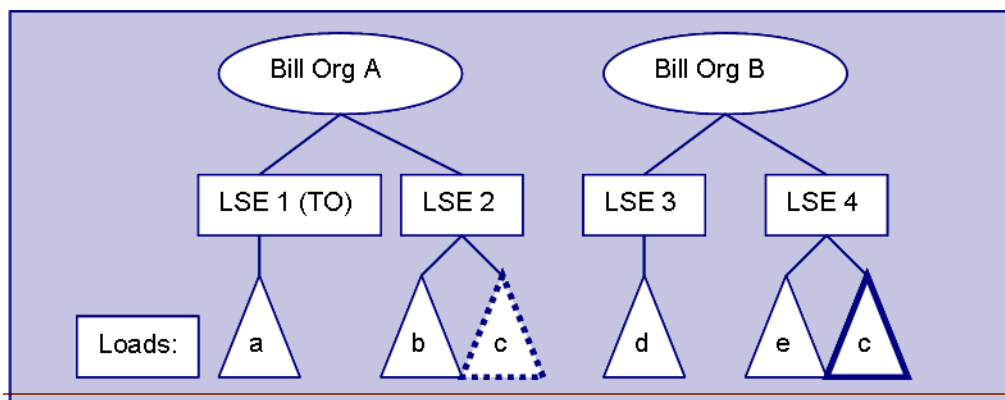 Bill Org A
Bill Org B
LSE 1 (TO)
LSE 2
LSE 3
LSE 4
Loads:
a
b
c
d
e
c